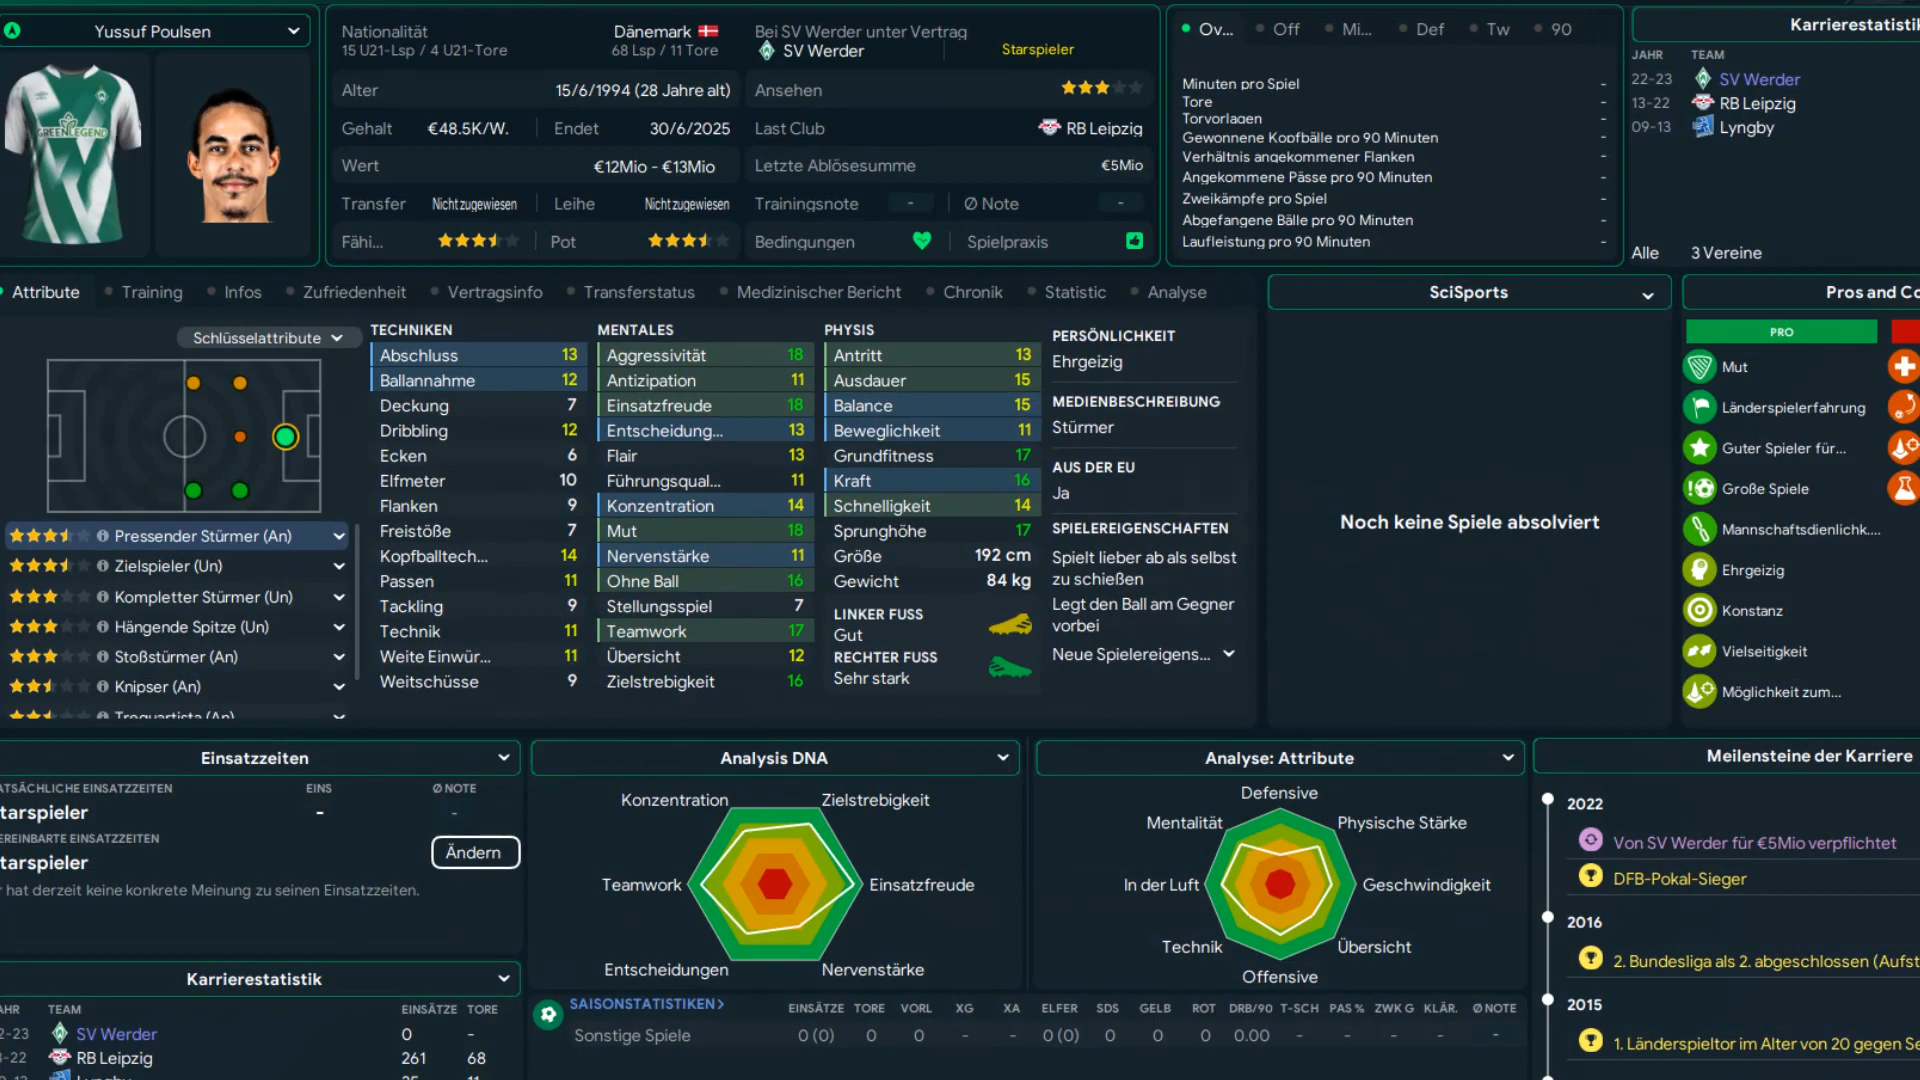 Yussuf Poulsen
GREENLEGEND
Nationalität
15 U21-Lsp / 4 U21-Tore
Dänemark
68 Lsp / 11 Tore
Alter 15/6/1994 (28 Jahre alt)
Gehalt €48.5K/W. Endet 30/6/2025
Wert €12Mio - €13Mio
Transfer Nicht zugewiesen Leihe Nicht zugewiesen
Fähi... Pot
Bei SV Werder unter Vertrag
SV Werder Starspieler
Ansehen
Last Club RB Leipzig
Letzte Ablösesumme €5Mio
Trainingsnote - Ø Note -
Bedingungen Spielpraxis
Ov... Off Mi... Def Tw 90
Minuten pro Spiel -
Tore -
Torvorlagen -
Gewonnene Kopfbälle pro 90 Minuten -
Verhältnis angekommener Flanken -
Angekommene Pässe pro 90 Minuten -
Zweikämpfe pro Spiel -
Abgefangene Bälle pro 90 Minuten -
Laufleistung pro 90 Minuten -
Karrierestatistik
JAHR TEAM
22-23 SV Werder
13-22 RB Leipzig
09-13 Lyngby
Alle 3 Vereine
Attribute Training Infos Zufriedenheit Vertragsinfo Transferstatus Medizinischer Bericht Chronik Statistic Analyse
Schlüsselattribute
Pressender Stürmer (An)
Zielspieler (Un)
Kompletter Stürmer (Un)
Hängende Spitze (Un)
Stoßstürmer (An)
Knipser (An)
Trequartista (An)
TECHNIKEN
Abschluss 13
Ballannahme 12
Deckung 7
Dribbling 12
Ecken 6
Elfmeter 10
Flanken 9
Freistöße 7
Kopfballtech... 14
Passen 11
Tackling 9
Technik 11
Weite Einwür... 11
Weitschüsse 9
MENTALES
Aggressivität 18
Antizipation 11
Einsatzfreude 18
Entscheidung... 13
Flair 13
Führungsqual... 11
Konzentration 14
Mut 18
Nervenstärke 11
Ohne Ball 16
Stellungsspiel 7
Teamwork 17
Übersicht 12
Zielstrebigkeit 16
PHYSIS
Antritt 13
Ausdauer 15
Balance 15
Beweglichkeit 11
Grundfitness 17
Kraft 16
Schnelligkeit 14
Sprunghöhe 17
Größe 192 cm
Gewicht 84 kg
LINKER FUSS
Gut
RECHTER FUSS
Sehr stark
PERSÖNLICHKEIT
Ehrgeizig
MEDIENBESCHREIBUNG
Stürmer
AUS DER EU
Ja
SPIELEREIGENSCHAFTEN
Spielt lieber ab als selbst
zu schießen
Legt den Ball am Gegner
vorbei
Neue Spielereigens...
SciSports
Noch keine Spiele absolviert
Pros and Co
PRO
Mut
Länderspielerfahrung
Guter Spieler für...
Große Spiele
Mannschaftsdienlichk....
Ehrgeizig
Konstanz
Vielseitigkeit
Möglichkeit zum...
Einsatzzeiten
ATSÄCHLICHE EINSATZZEITEN EINS Ø NOTE
tarspieler - -
EREINBARTE EINSATZZEITEN
tarspieler
Ändern
r hat derzeit keine konkrete Meinung zu seinen Einsatzzeiten.
Karrierestatistik
AHR TEAM EINSÄTZE TORE
2-23 SV Werder 0 -
3-22 RB Leipzig 261 68
Analysis DNA
Konzentration Zielstrebigkeit
Teamwork Einsatzfreude
Entscheidungen Nervenstärke
Analyse: Attribute
Defensive
Mentalität Physische Stärke
In der Luft Geschwindigkeit
Technik Übersicht
Offensive
SAISONSTATISTIKEN> EINSÄTZE TORE VORL XG XA ELFER SDS GELB ROT DRB/90 T-SCH PAS % ZWK G KLÄR. Ø NOTE
Sonstige Spiele 0 (0) 0 0 - - 0 (0) 0 0 0 0.00 - - - - -
Meilensteine der Karriere
2022
Von SV Werder für €5Mio verpflichtet
DFB-Pokal-Sieger
2016
2. Bundesliga als 2. abgeschlossen (Aufst
2015
1. Länderspieltor im Alter von 20 gegen Se